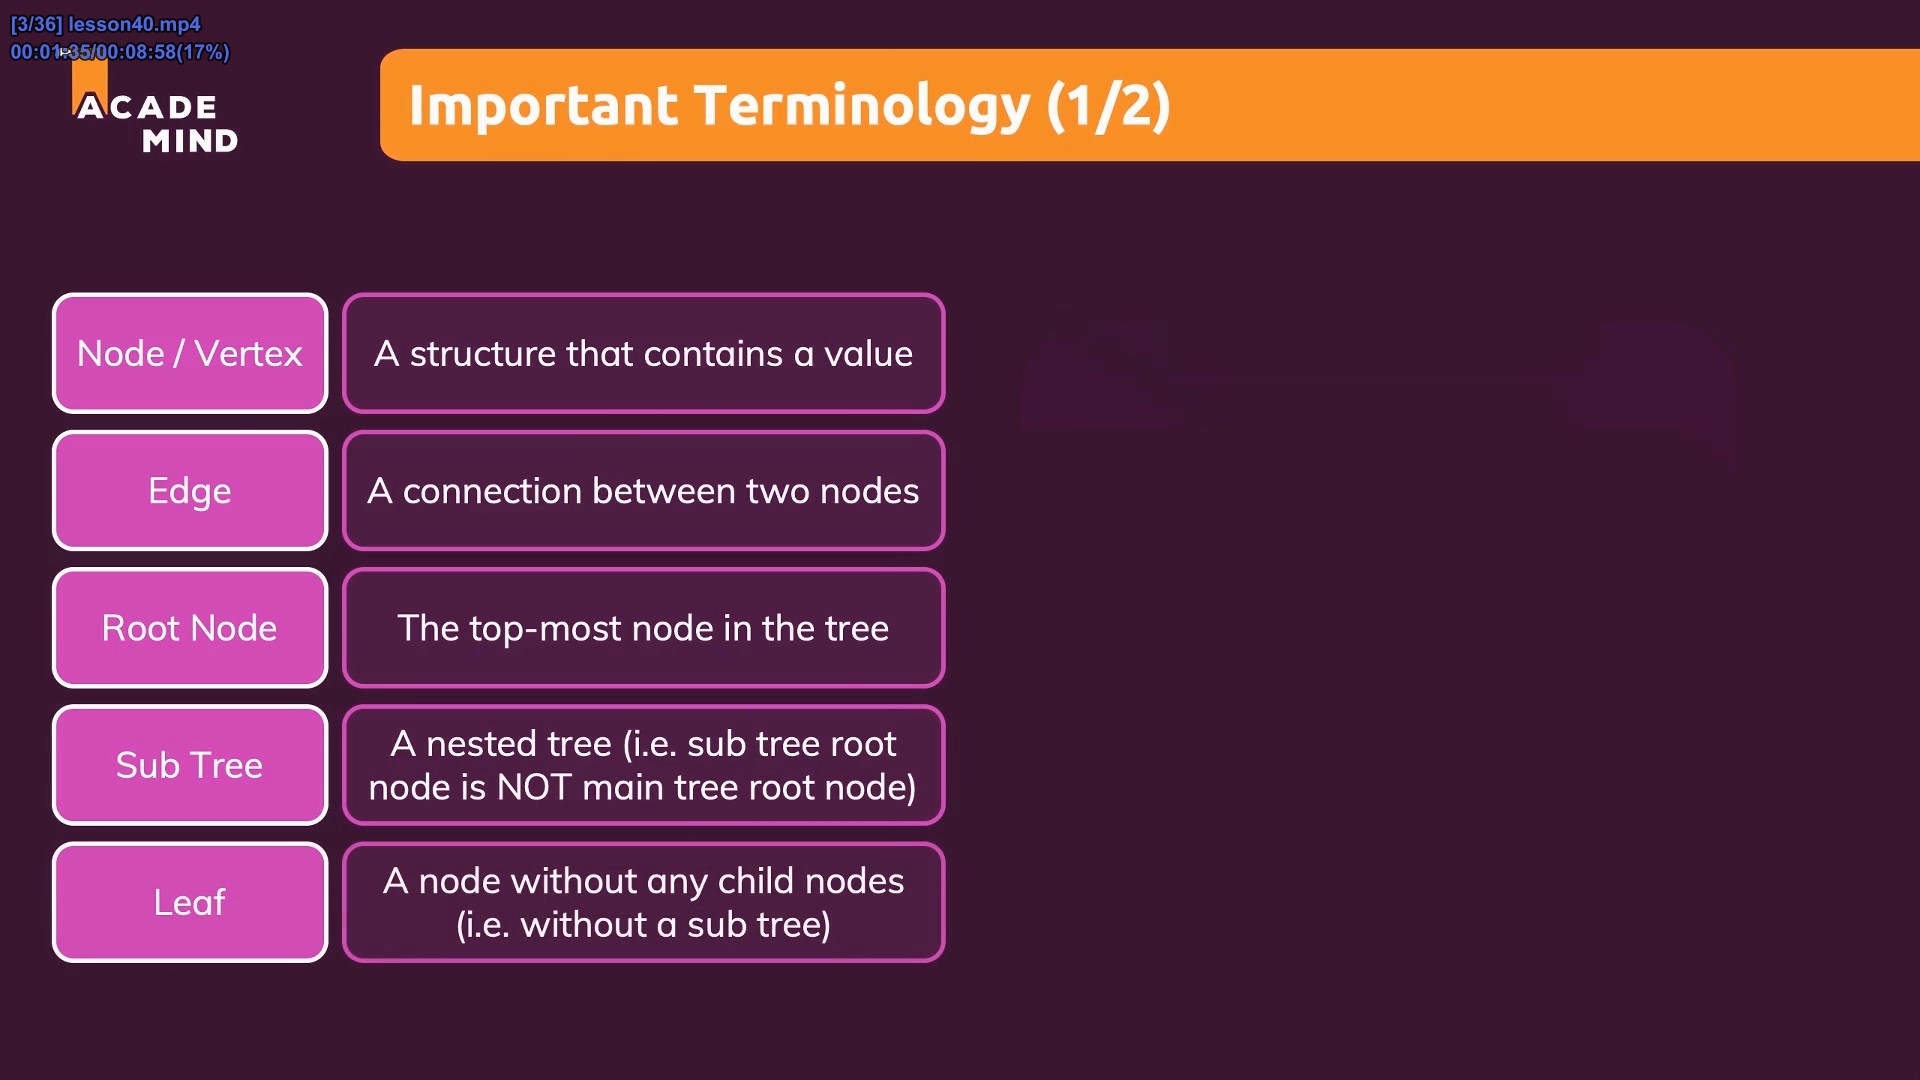 [3/36] lesson40.mp4
00:01:35/00:08:58(17%)
ACADE
MIND
Important Terminology (1/2)
Node / Vertex
A structure that contains a value
Edge
A connection between two nodes
Root Node
The top-most node in the tree
Sub Tree
A nested tree (i.e. sub tree root
node is NOT main tree root node)
Leaf
A node without any child nodes
(i.e. without a sub tree)